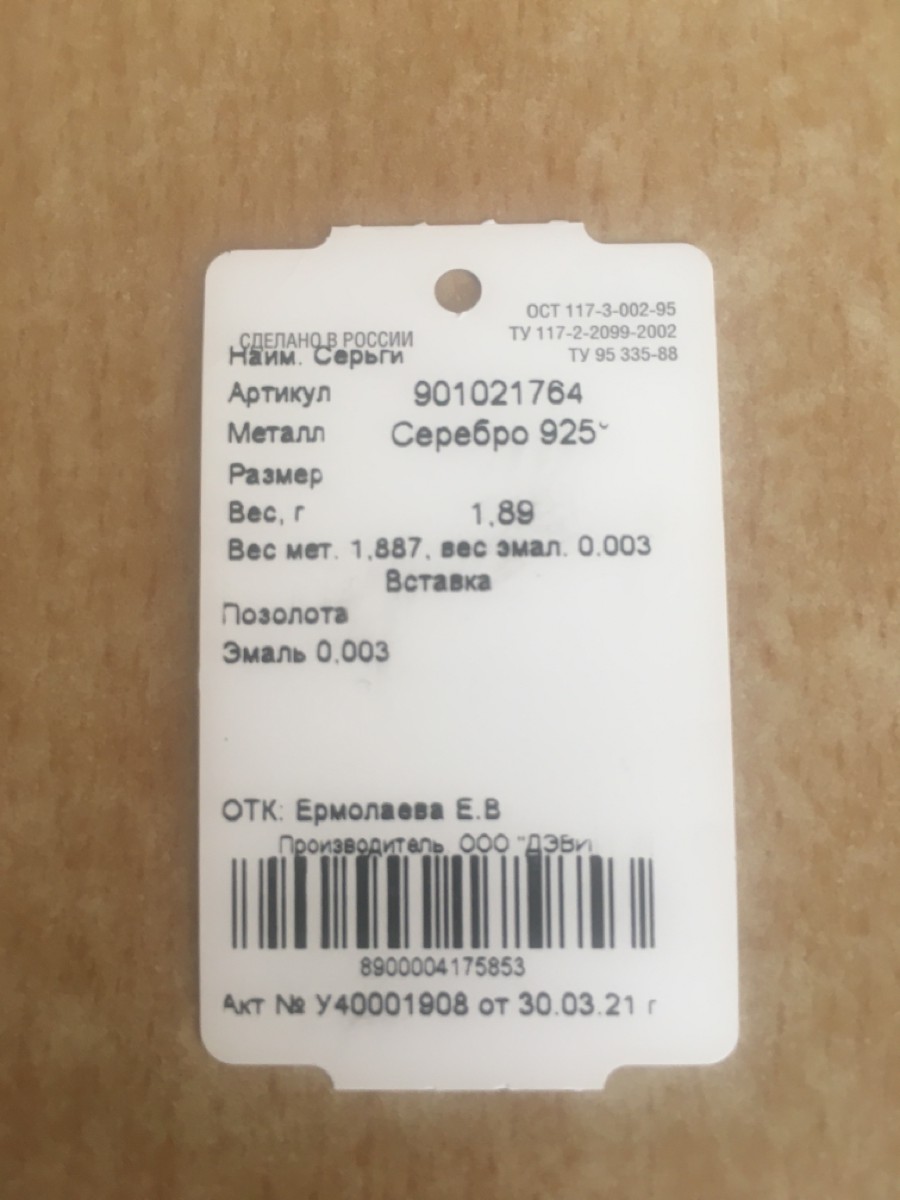 ОСТ 117-3-002-95
СДЕЛАНО В РОССИИ ТУ 117-2-2099-2002
Наим. Серьги ТУ 95 335-88
Артикул 901021764
Металл Серебро 925°
Размер
Вес, г 1,89
Вес мет. 1,887, вес эмал. 0.003
Вставка
Позолота
Эмаль 0,003
ОТК: Ермолаева Е.В
Производитель ООО "ДЭВИ
8900004175853
Акт № У40001908 от 30.03.21 г